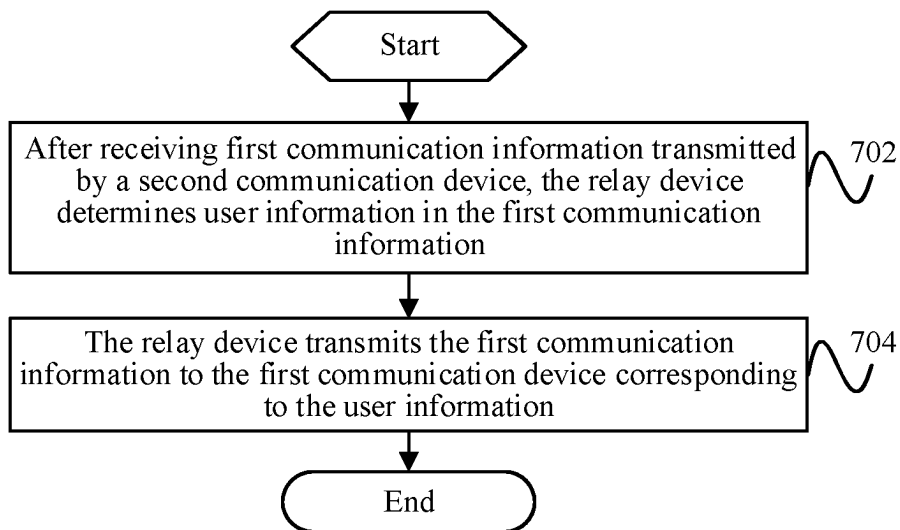 Start
After receiving first communication information transmitted
by a second communication device, the relay device
determines user information in the first communication
information
702
The relay device transmits the first communication
information to the first communication device corresponding
to the user information
704
End